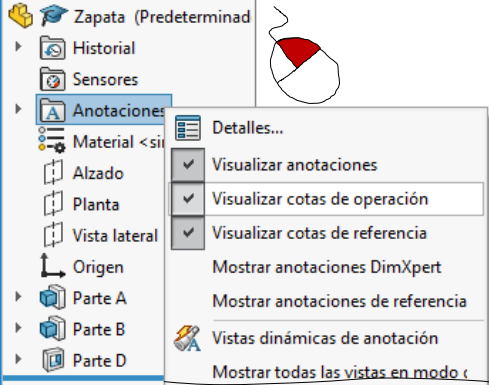 Zapata (Predeterminad
Historial
Sensores
Anotaciones
Material <si
Alzado
Planta
Vista lateral
Origen
Parte A
Parte B
Parte D
Detalles...
Visualizar anotaciones
Visualizar cotas de operación
Visualizar cotas de referencia
Mostrar anotaciones DimXpert
Mostrar anotaciones de referencia
Vistas dinámicas de anotación
Mostrar todas las vistas en modo